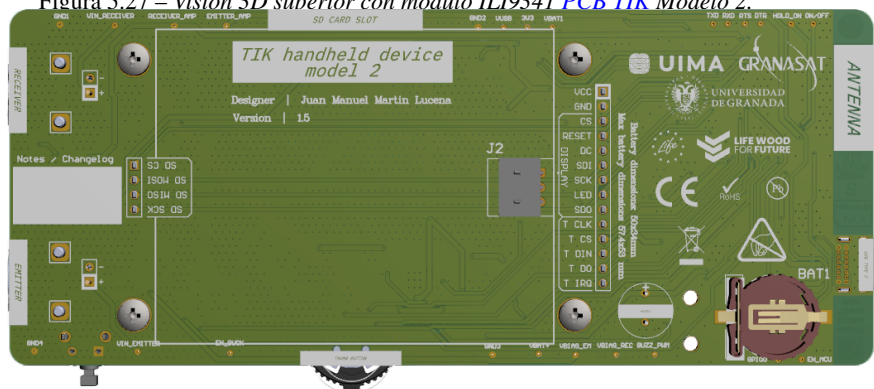 Figura 5.27 – Visión 3D superior con módulo ILI9341 PCB TIK Modelo 2.
GND1 VIN_RECEIVER RECEIVER_AMP EMITTER_AMP
SD CARD SLOT
GND2 VUSB 3V3 VBAT1
TXD RXD RTS DTR HOLD_ON ON/OFF
RECEIVER
- +
TIK handheld device
model 2
Designer | Juan Manuel Martin Lucena
Version | 1.5
UIMA GRANASAT
UNIVERSIDAD
DE GRANADA
ANTENNA
Life
LIFE WOOD
FOR FUTURE
CE
RoHS
Pb
Notes / Changelog
SD CS
SD MOSI
SD MISO
SD SCK
J2
DISPLAY
VCC
GND
CS
RESET
DC
SDI
SCK
LED
SDO
T CLK
T CS
T DIN
T DO
T IRQ
Battery dimensions: 50x34mm
Max battery dimensions 57.4x53 mm
EMITTER
- +
BAT1
+
GND4 VIN_EMITTER EN_BUCK
GND3 VBAT+ VBIAS_EM VBIAS_REC BUZZ_PWM
EN_MCU